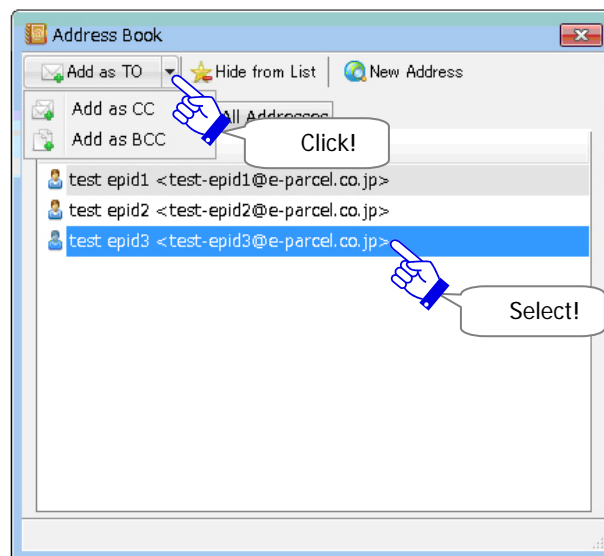 Address Book
Add as TO
Hide from List
New Address
Add as CC
All Addresses
Add as BCC
Click!
test epid1 <test-epid1@e-parcel.co.jp>
test epid2 <test-epid2@e-parcel.co.jp>
test epid3 <test-epid3@e-parcel.co.jp>
Select!